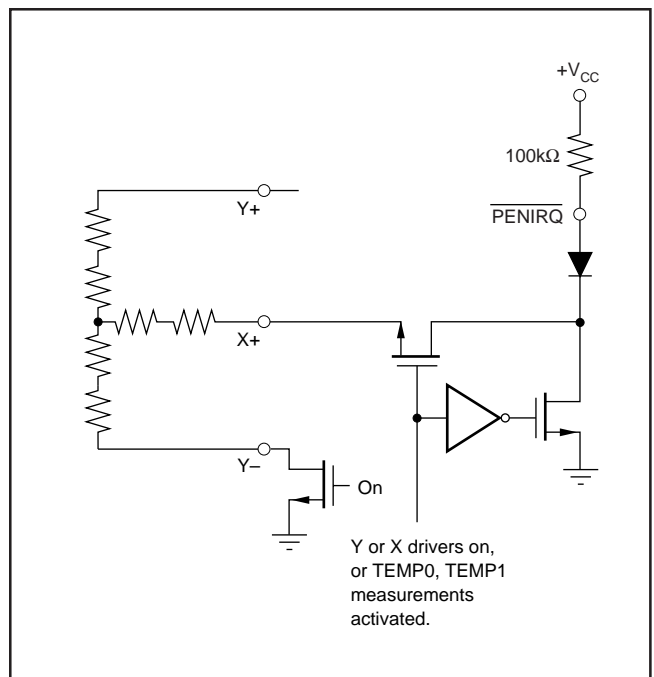 +VCC
100kΩ
PENIRQ
Y+
X+
Y–
On
Y or X drivers on,
or TEMP0, TEMP1
measurements
activated.